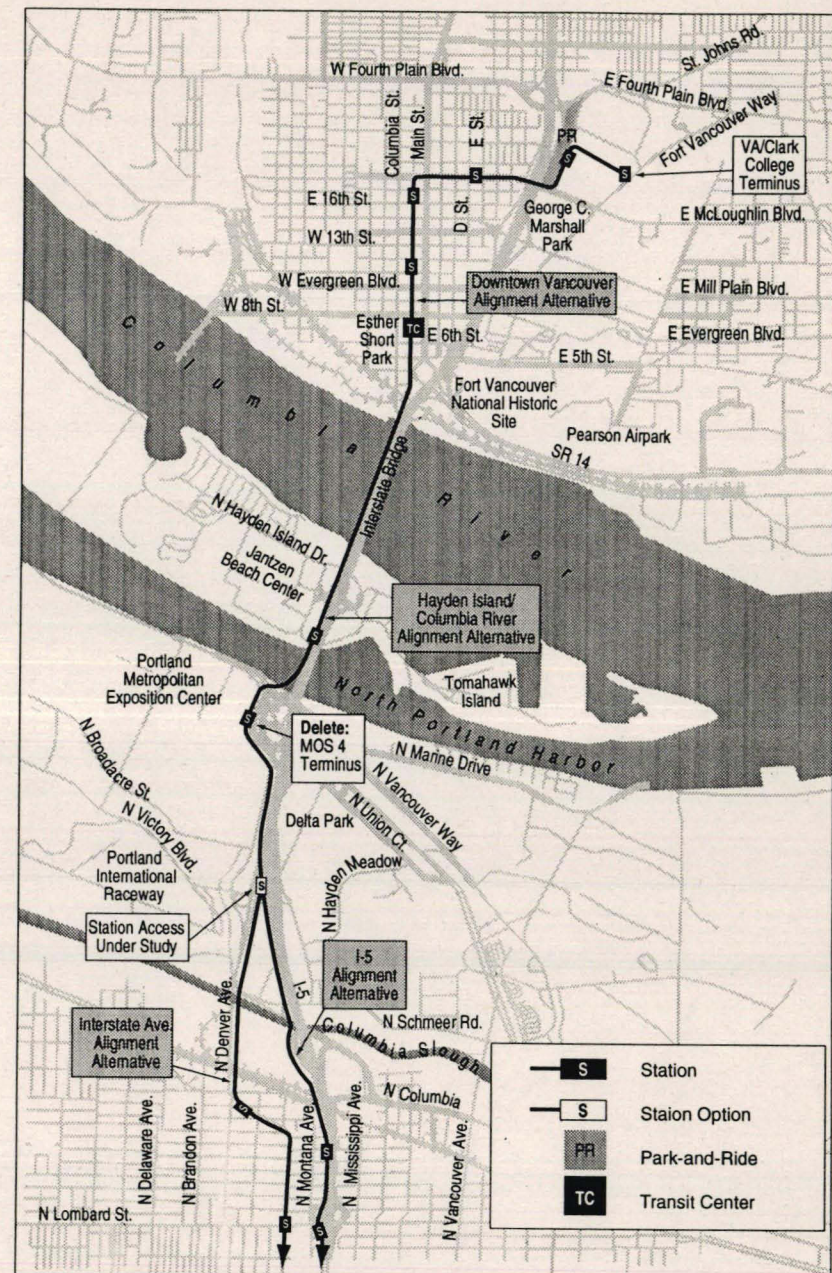 St. Johns Rd.
W Fourth Plain Blvd.
E Fourth Plain Blvd.
Columbia St.
Main St.
E St.
PR
Fort Vancouver Way
VA/Clark
College
Terminus
S
S
S
S
E 16th St.
D St.
George C.
Marshall
Park
E McLoughlin Blvd.
W 13th St.
S
W Evergreen Blvd.
Downtown Vancouver
Alignment Alternative
E Mill Plain Blvd.
W 8th St.
Esther
Short
Park
TC
E 6th St.
E Evergreen Blvd.
E 5th St.
Columbia River
Fort Vancouver
National Historic
Site
Pearson Airpark
SR 14
Interstate Bridge
N Hayden Island Dr.
Jantzen
Beach Center
Hayden Island/
Columbia River
Alignment Alternative
S
Portland
Metropolitan
Exposition Center
Tomahawk
Island
North Portland Harbor
S
Delete:
MOS 4
Terminus
N Marine Drive
N Broadacre St.
N Victory Blvd.
N Vancouver Way
N Union Ct.
Delta Park
Portland
International
Raceway
N Hayden Meadow
S
Station Access
Under Study
I-5
Alignment
Alternative
I-5
N Denver Ave.
N Schmeer Rd.
Columbia Slough
Interstate Ave.
Alignment
Alternative
N Columbia
S
N Delaware Ave.
N Brandon Ave.
N Montana Ave.
N Mississippi Ave.
N Vancouver Ave.
S
N Lombard St.
S
S
S Station
S Staion Option
PR Park-and-Ride
TC Transit Center